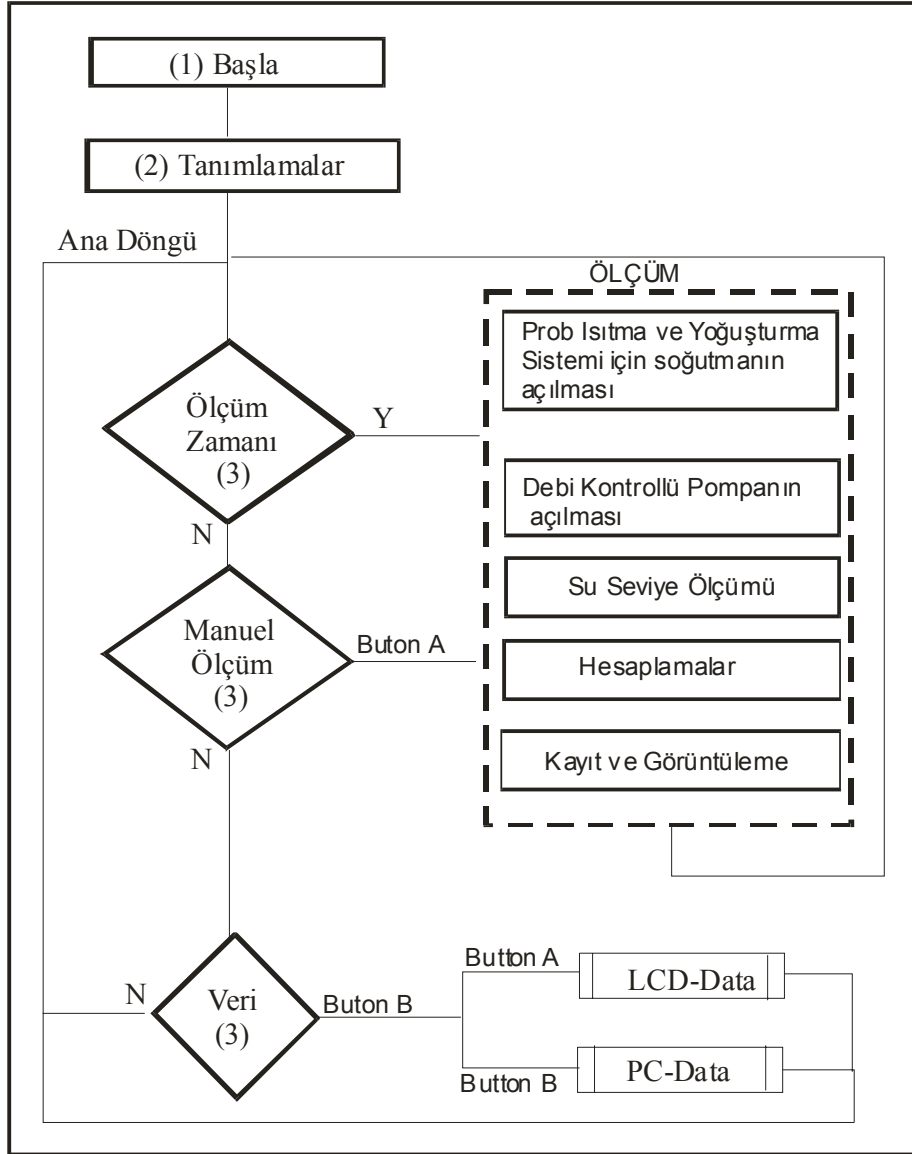 (1) Başla
(2) Tanımlamalar
Ana Döngü
ÖLÇÜM
Prob Isıtma ve Yoğuşturma
Sistemi için soğutmanın
açılması
Ölçüm
Zamanı
(3)
Y
N
Debi Kontrollü Pompanın
açılması
Su Seviye Ölçümü
Manuel
Ölçüm
(3)
Buton A
N
Hesaplamalar
Kayıt ve Görüntüleme
Veri
(3)
N
Buton B
Button A
LCD-Data
Button B
PC-Data